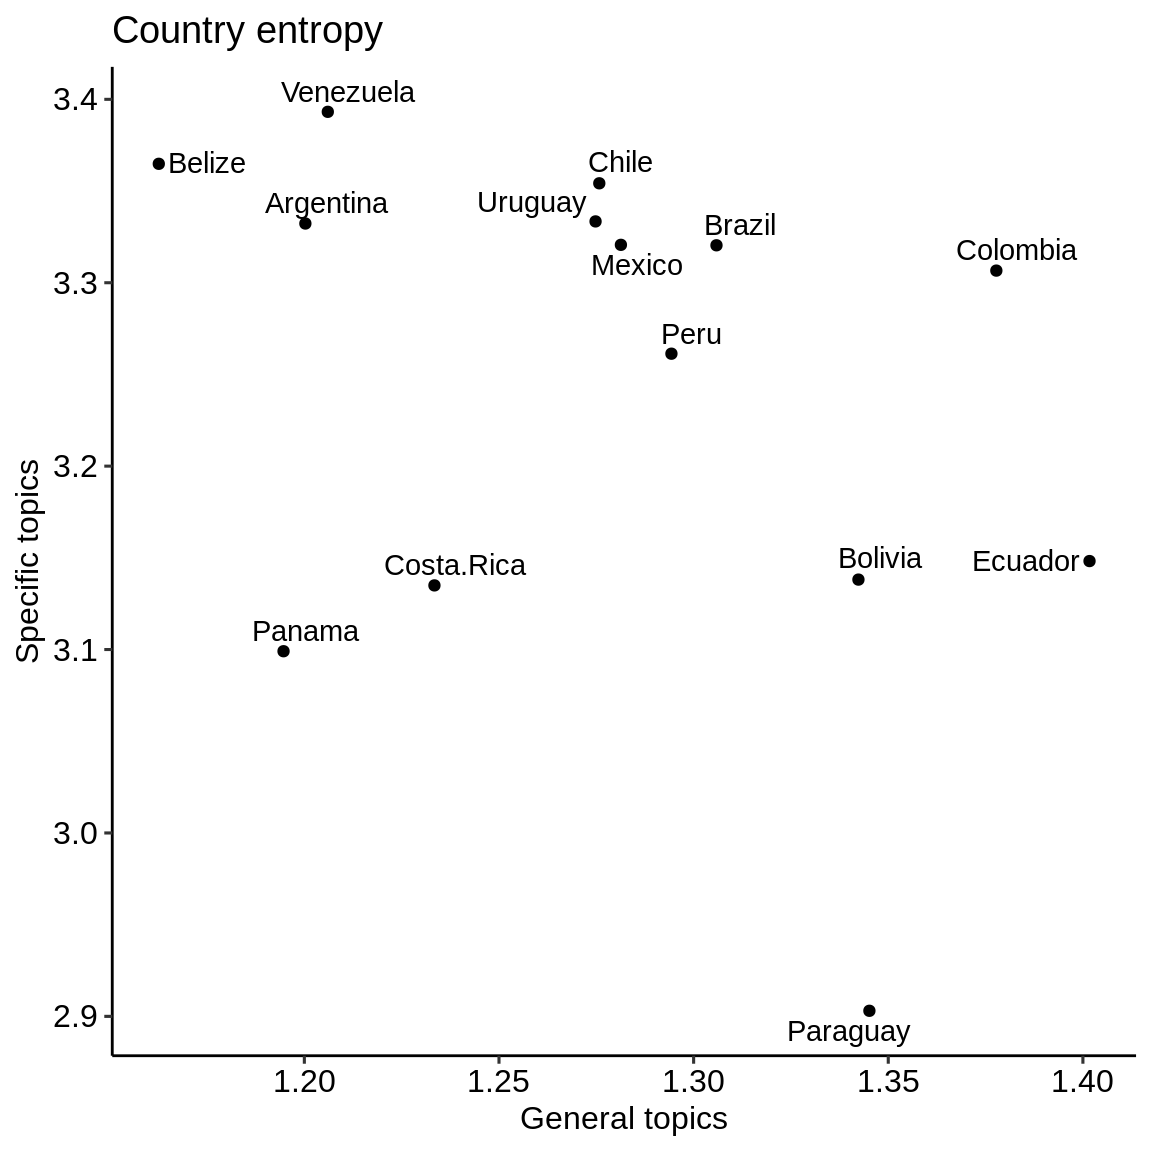 Country entropy
3.4
3.3
3.2
3.1
3.0
2.9
Specific topics
Venezuela
Belize
Chile
Argentina
Uruguay
Brazil
Colombia
Mexico
Peru
Bolivia
Ecuador
Costa.Rica
Panama
Paraguay
1.20 1.25 1.30 1.35 1.40
General topics